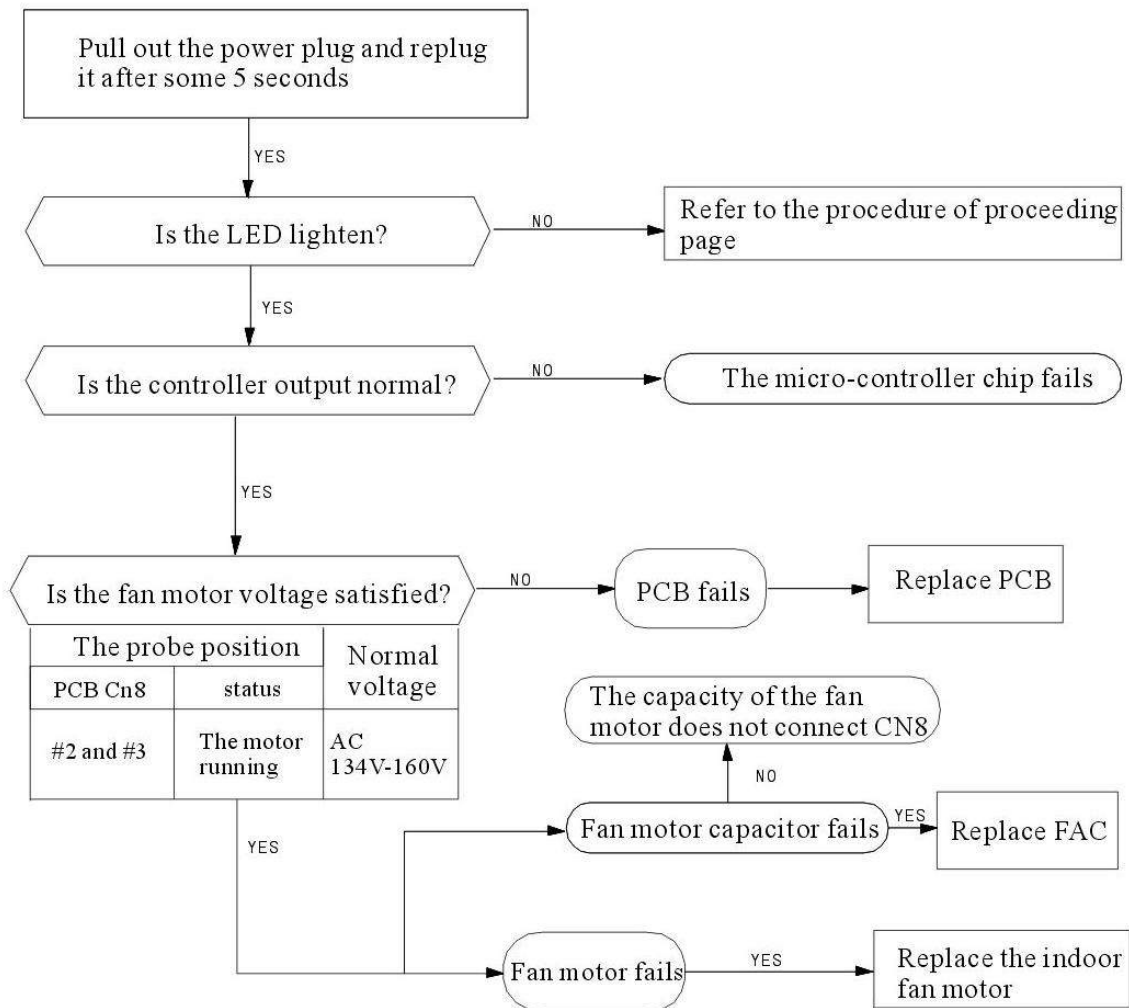 Pull out the power plug and replug
it after some 5 seconds
YES
Is the LED lighten?
NO
Refer to the procedure of proceeding
page
YES
Is the controller output normal?
NO
The micro-controller chip fails
YES
Is the fan motor voltage satisfied?
NO
PCB fails
Replace PCB
The probe position
Normal
voltage
PCB Cn8
status
#2 and #3
The motor
running
AC
134V-160V
The capacity of the fan
motor does not connect CN8
NO
YES
Fan motor capacitor fails
YES
Replace FAC
Fan motor fails
YES
Replace the indoor
fan motor